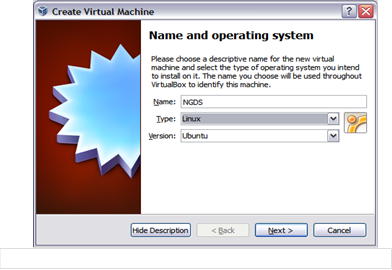 Create Virtual Machine
Name and operating system
Please choose a descriptive name for the new virtual
machine and select the type of operating system you intend
to install on it. The name you choose will be used throughout
VirtualBox to identify this machine.
Name: NGDS
Type: Linux
Version: Ubuntu
Hide Description < Back Next > Cancel